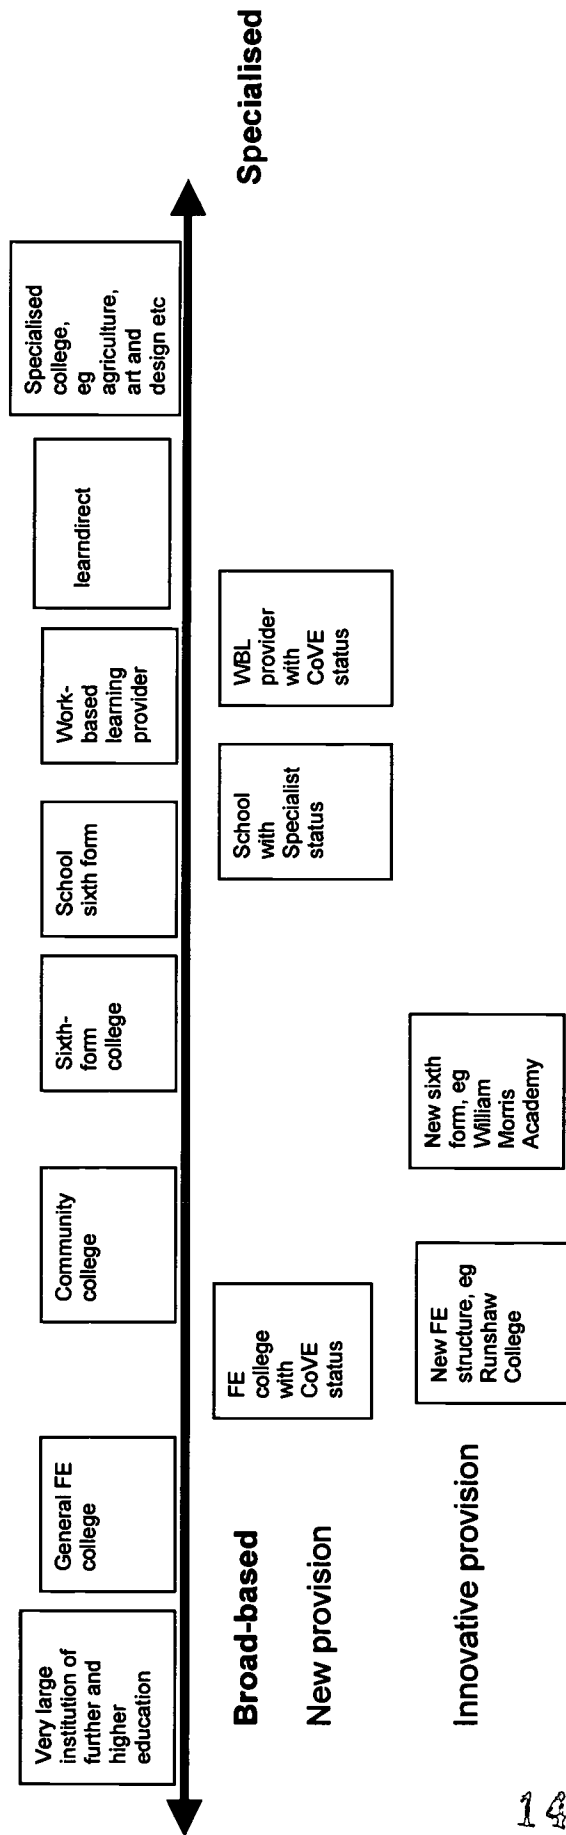 Very large
institution of
further and
higher
education
General FE
college
Community
college
Sixth-
form
college
School
sixth form
Work-
based
learning
provider
learndirect
Specialised
college,
eg
agriculture,
art and
design etc
Broad-based
Specialised
New provision
FE
college
with
CoVE
status
School
with
Specialist
status
WBL
provider
with
CoVE
status
Innovative provision
New FE
structure, eg
Runshaw
College
New sixth
form, eg
William
Morris
Academy
14